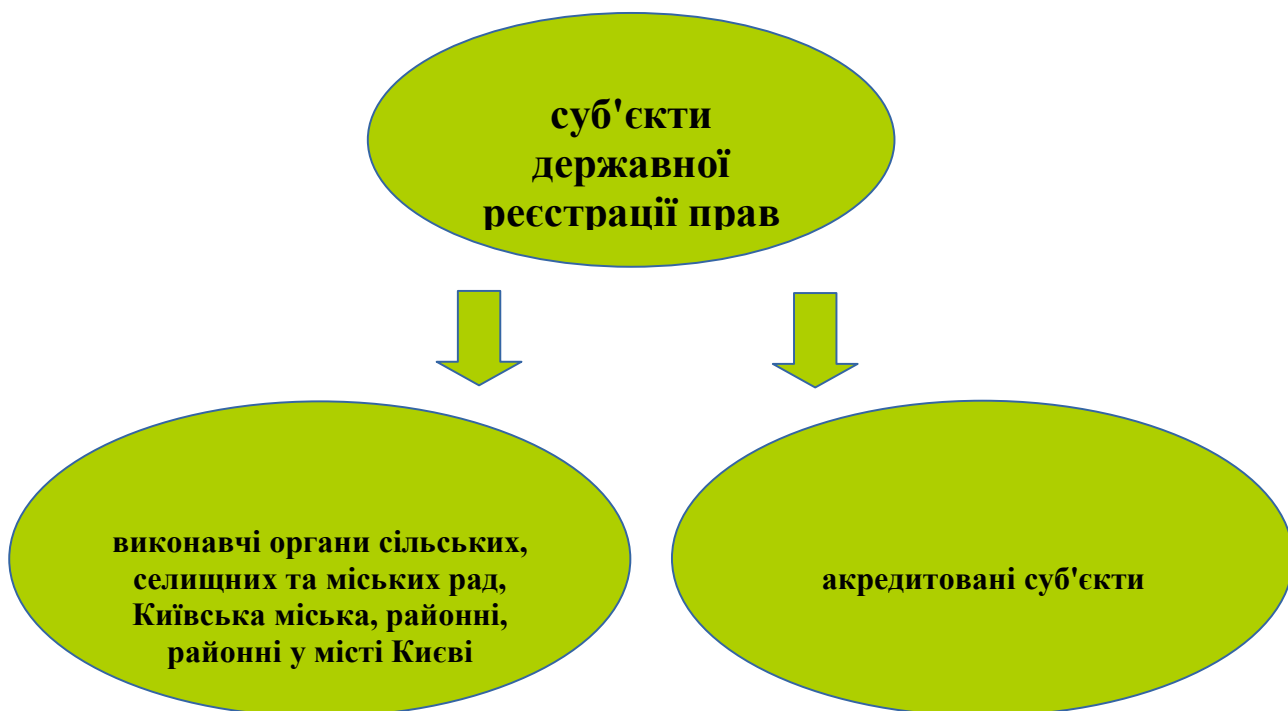 суб'єкти
державної
реєстрації прав
виконавчі органи сільських,
селищних та міських рад,
Київська міська, районні,
районні у місті Києві
акредитовані суб'єкти